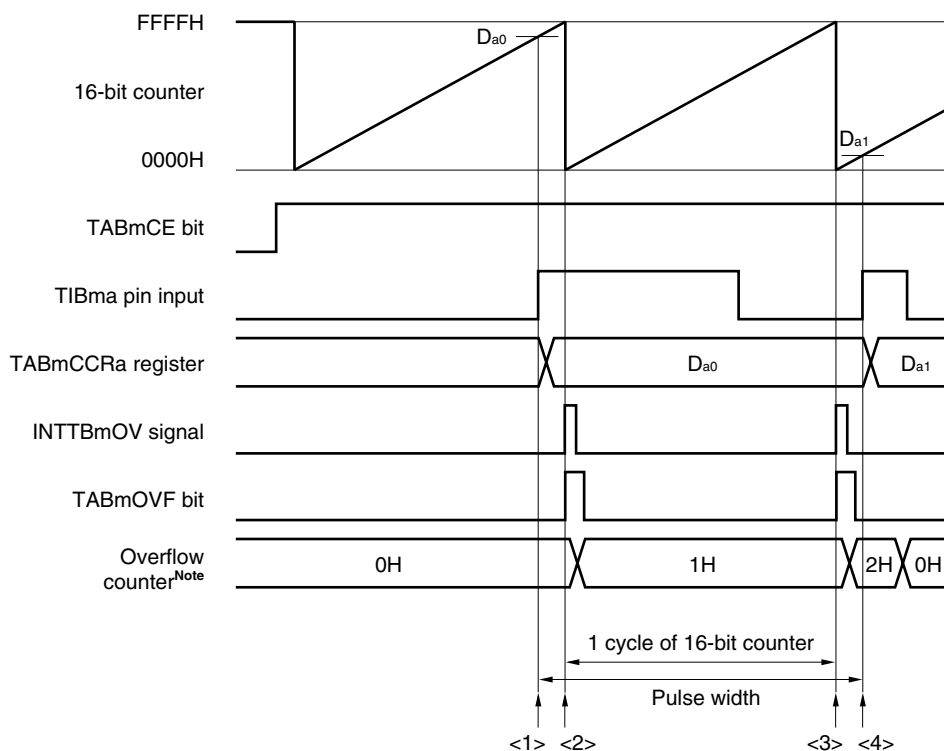 FFFFH
Da0
16-bit counter
Da1
0000H
TABmCE bit
TIBma pin input
TABmCCRa register
Da0
Da1
INTTBmOV signal
TABmOVF bit
Overflow
counterNote
0H
1H
2H
0H
1 cycle of 16-bit counter
Pulse width
<1>
<2>
<3>
<4>